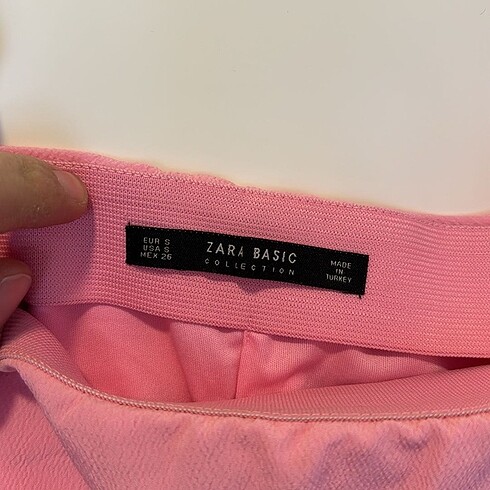 EUR S
USA S
MEX 26
ZARA BASIC
COLLECTION
MADE
IN
TURKEY